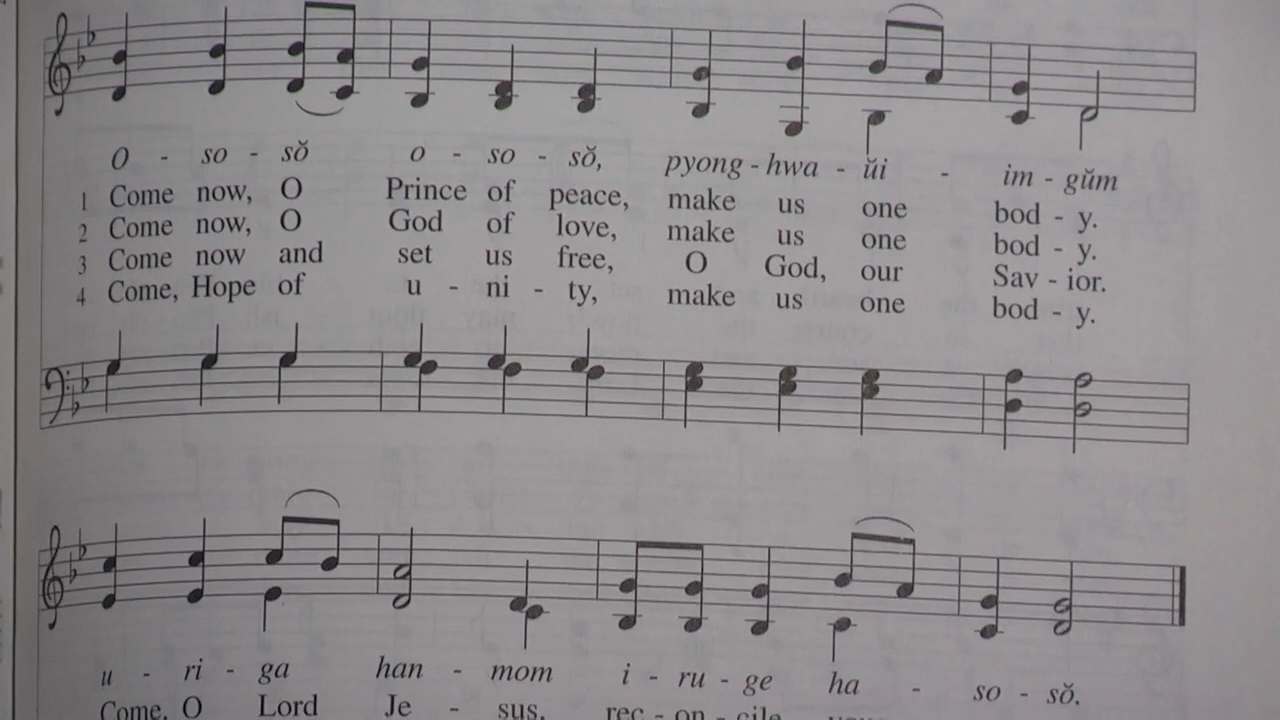 O - so - sŏ o - so - sŏ, pyong - hwa - ŭi - im - gŭm
1 Come now, O Prince of peace, make us one bod - y.
2 Come now, O God of love, make us one bod - y.
3 Come now and set us free, O God, our Sav - ior.
4 Come, Hope of u - ni - ty, make us one bod - y.
u - ri - ga han - mom i - ru - ge ha - so - sŏ.
Come, O Lord Je - sus, rec - on - cile